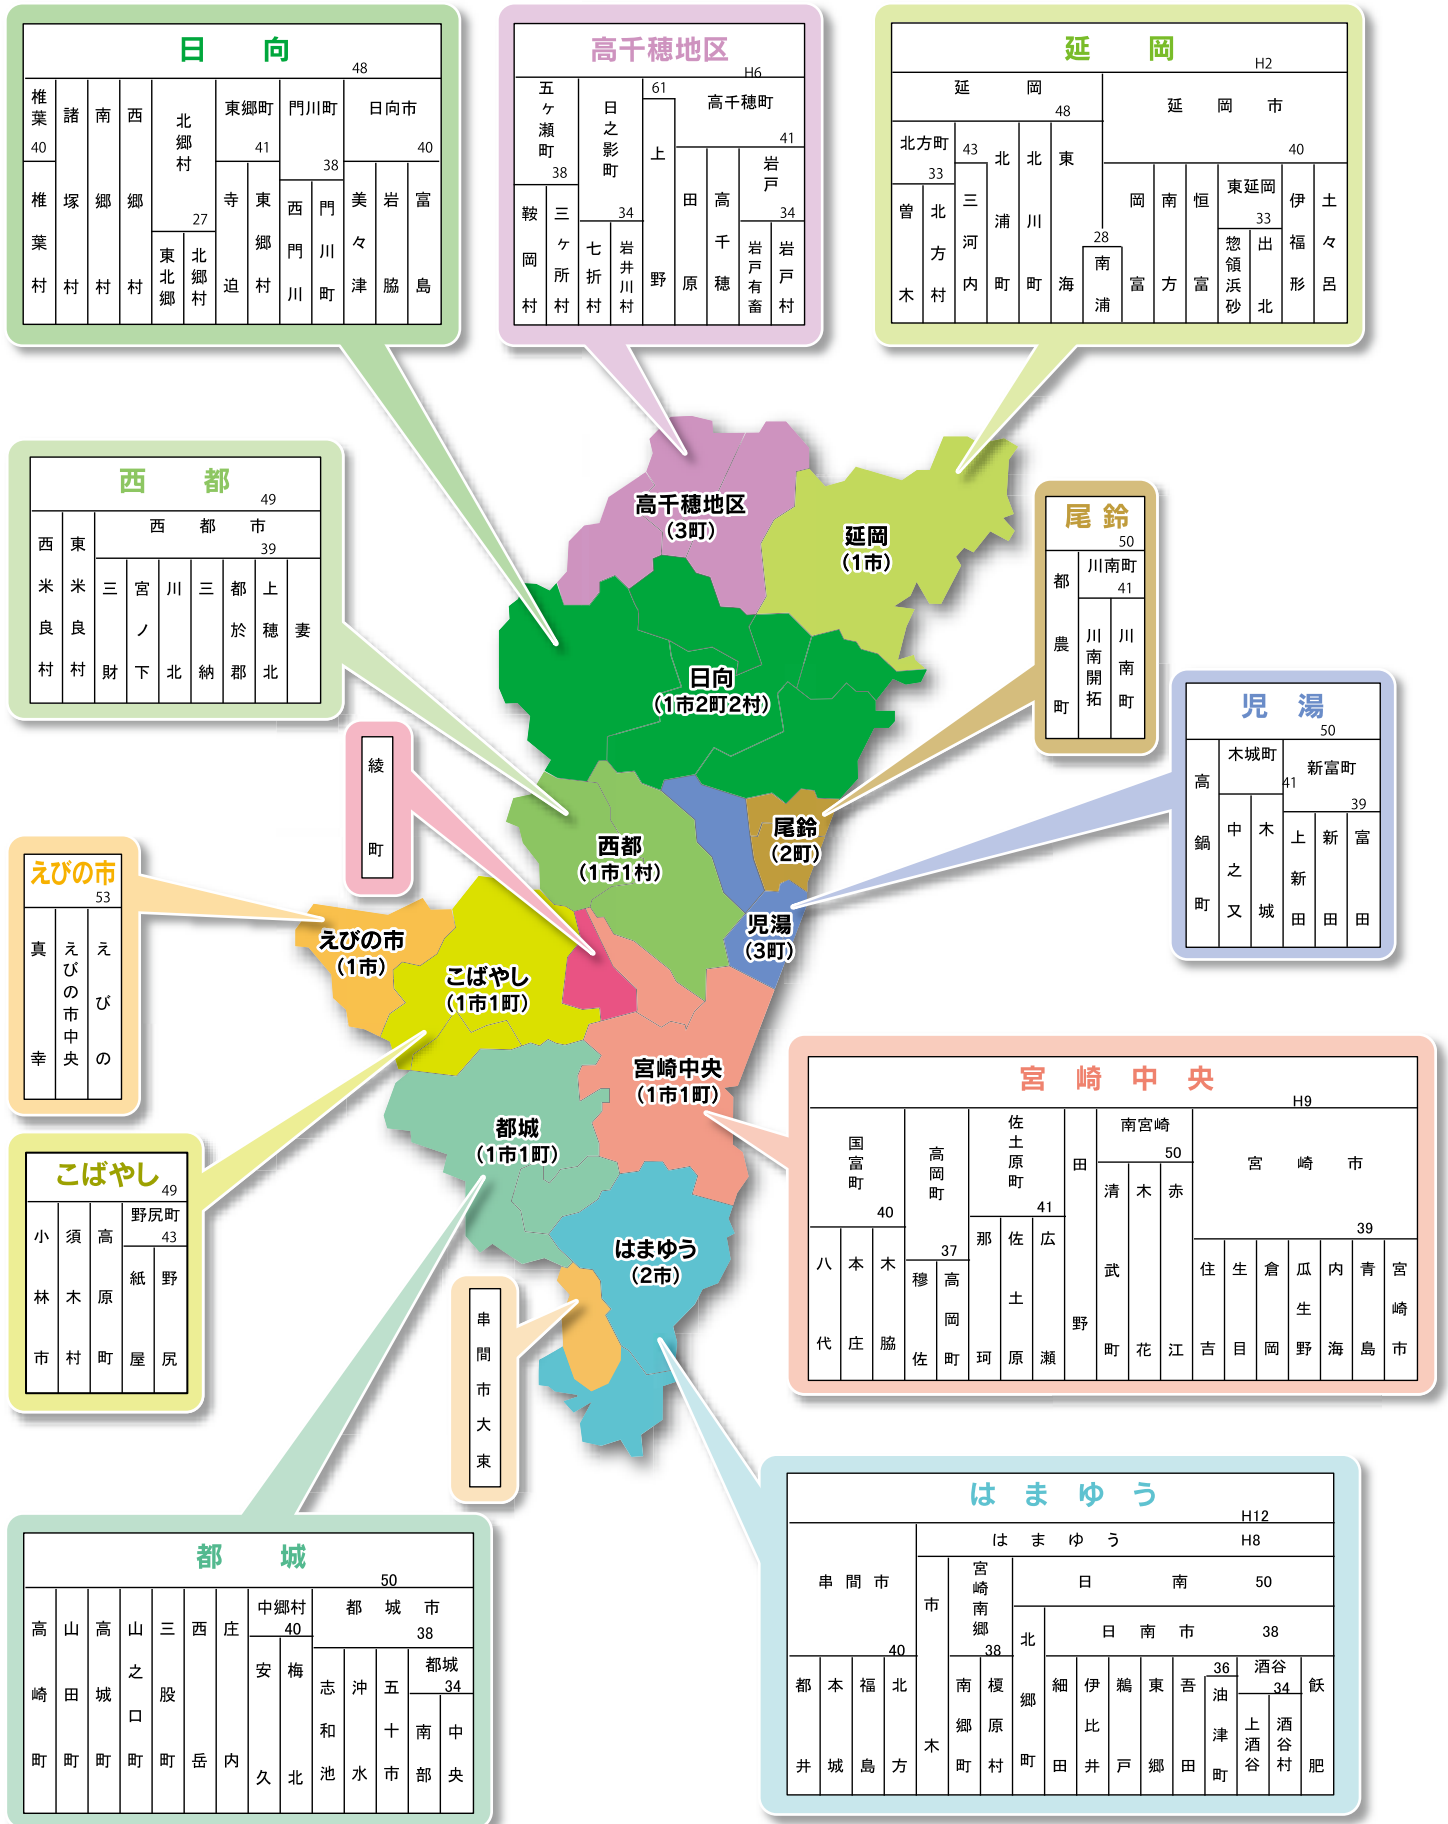 日向
48
椎葉
40
椎葉村
諸塚村
南郷村
西郷村
北郷村
27
東北郷
北郷村
東郷町
41
寺迫
東郷村
門川町
38
西門川
門川町
日向市
40
美々津
岩脇
富島
高千穂地区
H6
五ヶ瀬町
38
鞍岡村
三ヶ所村
日之影町
34
七折村
岩井川村
61
上野
高千穂町
41
田原
高千穂
岩戸
34
岩戸有畜
岩戸村
延岡
H2
延岡
48
北方町
33
曽木
北方村
43
三河内
北浦町
北川町
東海
28
南浦
延岡市
40
岡富
南方
恒富
東延岡
33
惣領浜砂
出北
伊福形
土々呂
西都
49
西米良村
東米良村
西都市
39
三財
宮ノ下
川北
三納
都於郡
上穂北
妻
綾町
尾鈴
50
都農町
川南町
41
川南開拓
川南町
児湯
50
高鍋町
木城町
41
中之又
木城
新富町
39
上新田
新田
富田
えびの市
53
真幸
えびの市中央
えびの
こばやし
49
小林市
須木村
高原町
野尻町
43
紙屋
野尻
高千穂地区
(3町)
延岡
(1市)
日向
(1市2町2村)
尾鈴
(2町)
西都
(1市1村)
児湯
(3町)
えびの市
(1市)
こばやし
(1市1町)
宮崎中央
(1市1町)
都城
(1市1町)
はまゆう
(2市)
串間市大東
宮崎中央
H9
国富町
40
八代
本庄
木脇
高岡町
37
穆佐
高岡町
佐土原町
41
那珂
佐土原
広瀬
田野
南宮崎
50
清武町
木花
赤江
宮崎市
39
住吉
生目
倉岡
瓜生野
内海
青島
宮崎市
都城
50
高崎町
山田町
高城町
山之口町
三股町
西岳
庄内
中郷村
40
安久
梅北
都城市
38
志和池
沖水
五十市
都城
34
南部
中央
はまゆう
H12
串間市
40
都井
本城
福島
北方
はまゆう
H8
市木
宮崎南郷
38
南郷町
榎原村
日南
50
北郷町
日南市
38
細田
伊比井
鵜戸
東郷
吾田
36
油津町
酒谷
34
上酒谷
酒谷村
飫肥